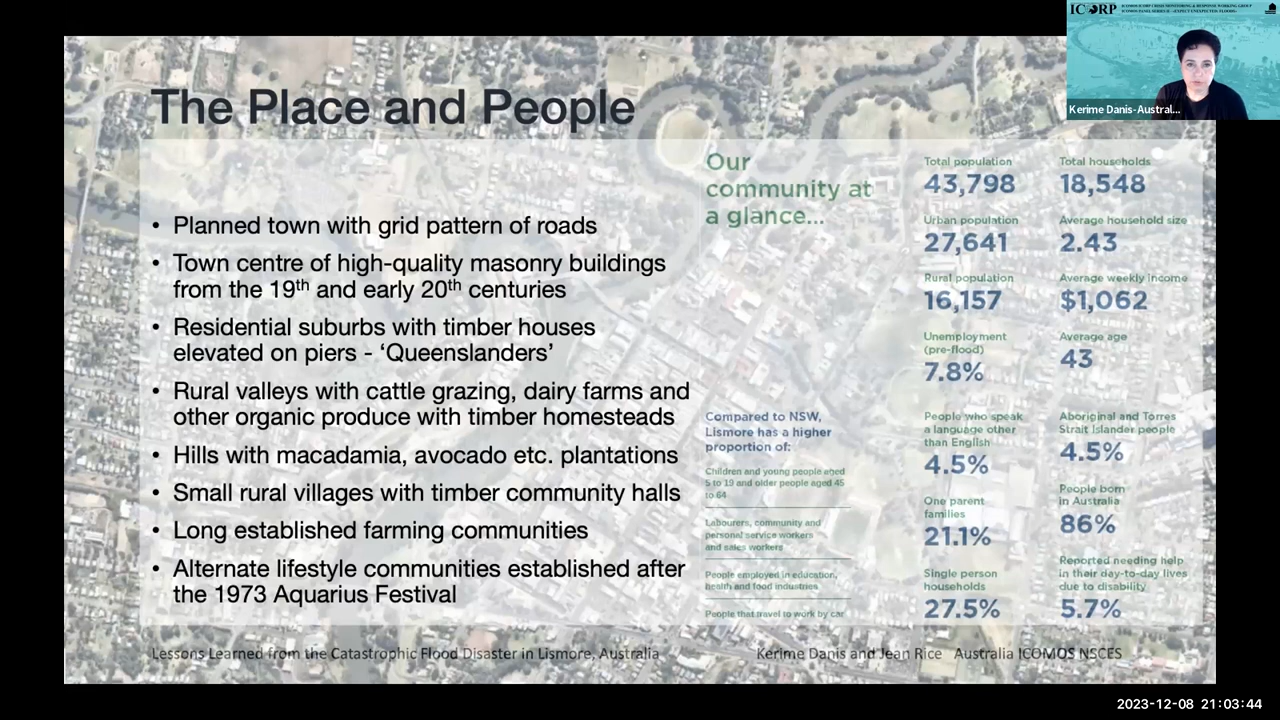 ICORP
ICOMOS-ICORP CRISIS MONITORING & RESPONSE WORKING GROUP
Kerime Danis-Austral...
The Place and People
• Planned town with grid pattern of roads
• Town centre of high-quality masonry buildings
from the 19th and early 20th centuries
• Residential suburbs with timber houses
elevated on piers - ‘Queenslanders’
• Rural valleys with cattle grazing, dairy farms and
other organic produce with timber homesteads
• Hills with macadamia, avocado etc. plantations
• Small rural villages with timber community halls
• Long established farming communities
• Alternate lifestyle communities established after
the 1973 Aquarius Festival
Our
community at
a glance...
Compared to NSW,
Lismore has a higher
proportion of:
Children and young people aged
5 to 19 and older people aged 45
to 64
Labourers, community and
personal service workers
and sales workers
People employed in education,
health and food industries
People that travel to work by car
Total population
43,798
Urban population
27,641
Rural population
16,157
Unemployment
(pre-flood)
7.8%
People who speak
a language other
than English
4.5%
One parent
families
21.1%
Single person
households
27.5%
Total households
18,548
Average household size
2.43
Average weekly income
$1,062
Average age
43
Aboriginal and Torres
Strait Islander people
4.5%
People born
in Australia
86%
Reported needing help
in their day-to-day lives
due to disability
5.7%
Lessons Learned from the Catastrophic Flood Disaster in Lismore, Australia
Kerime Danis and Jean Rice Australia ICOMOS NSCES
2023-12-08 21:03:44